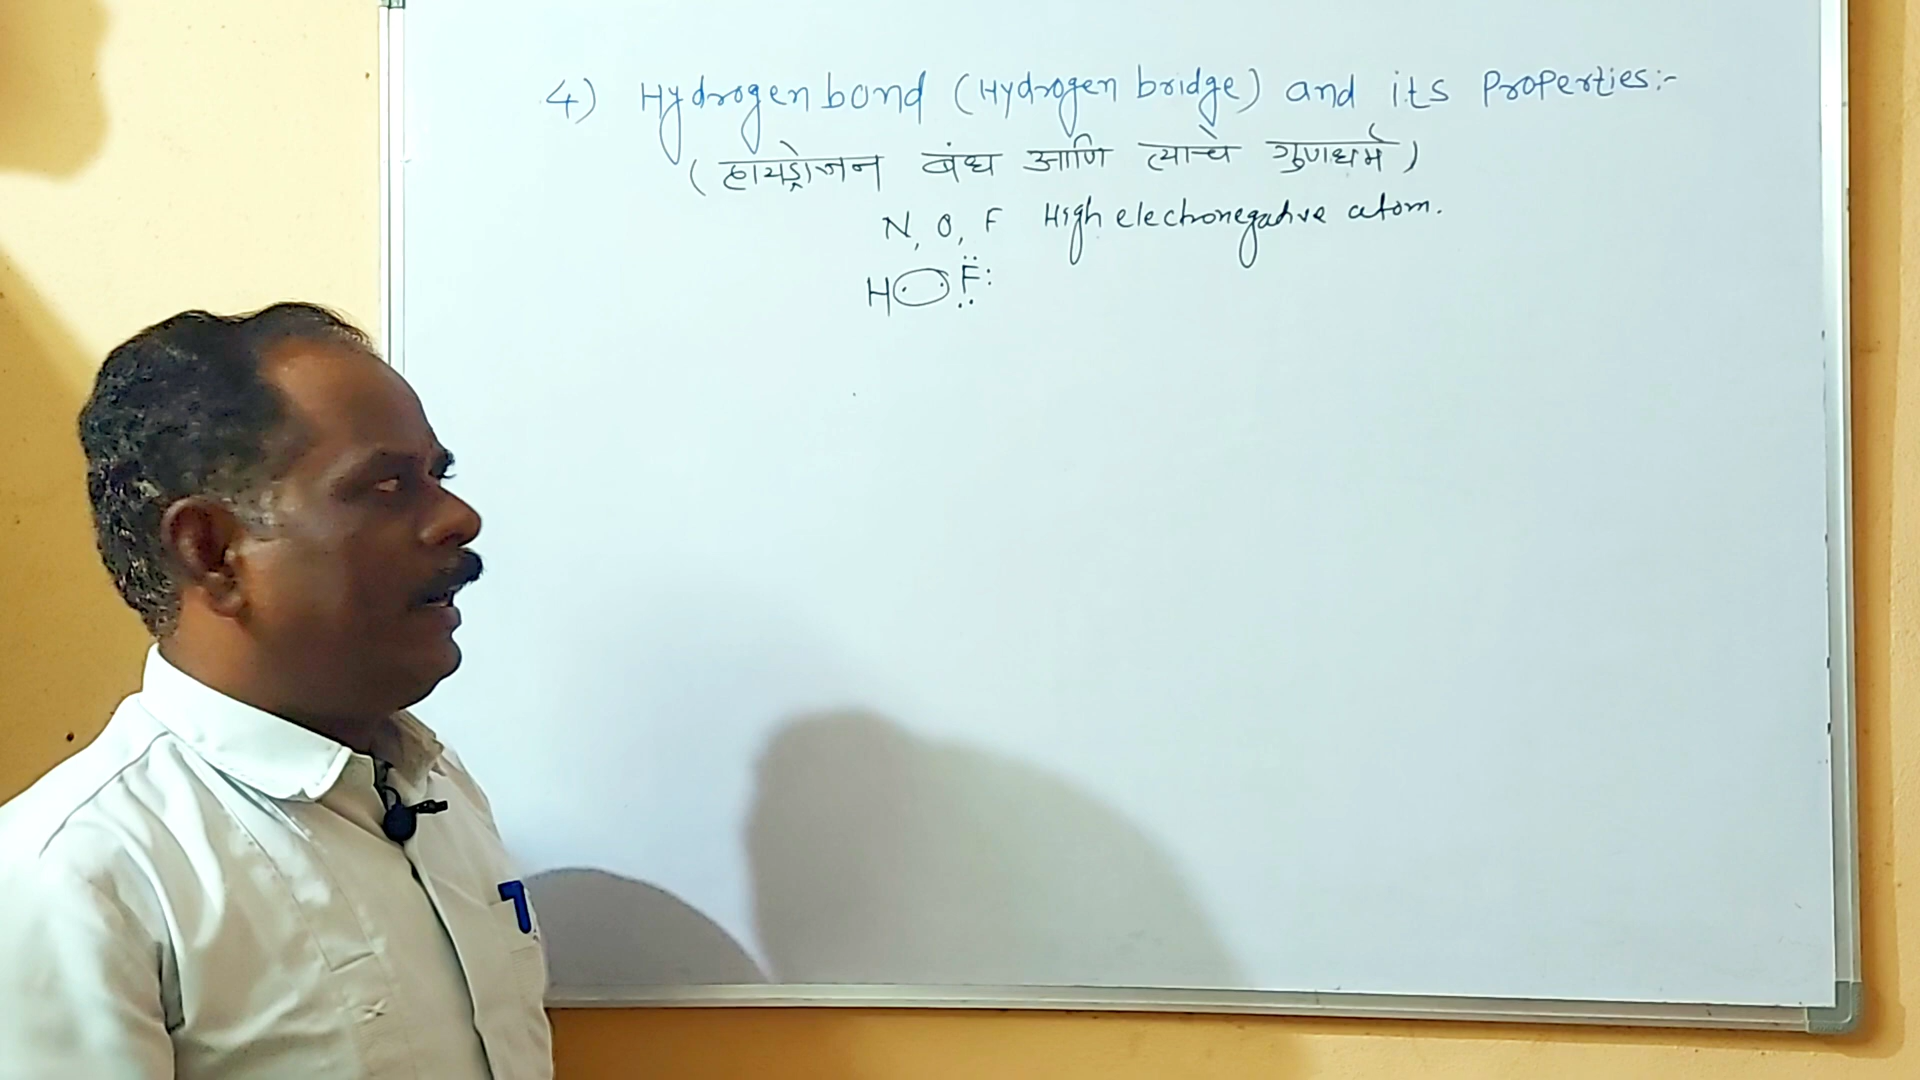 4) Hydrogen bond (Hydrogen bridge) and its Properties:-
(हायड्रोजन बंध आणि त्याचे गुणधर्म)
N, O, F High electronegative atom.
H : F